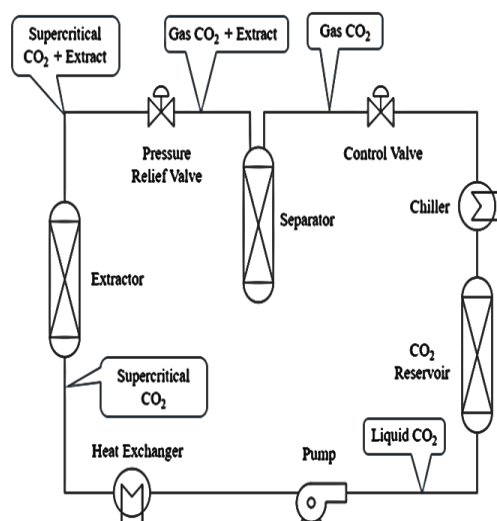 Supercritical
CO₂ + Extract
Gas CO₂ + Extract
Gas CO₂
Pressure
Relief Valve
Control Valve
Chiller
Separator
Extractor
CO₂
Reservoir
Supercritical
CO₂
Liquid CO₂
Heat Exchanger
Pump